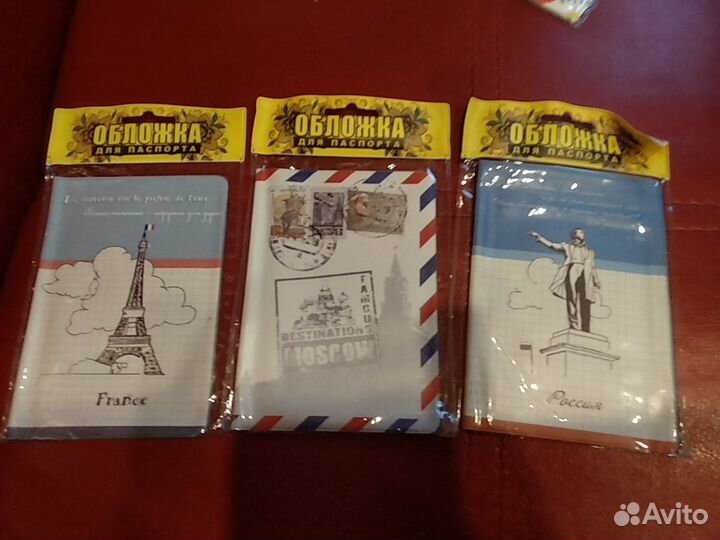 ОБЛОЖКА
ДЛЯ ПАСПОРТА
France
ОБЛОЖКА
ДЛЯ ПАСПОРТА
FAMOUS
DESTINATIONS
MOSCOW
ОБЛОЖКА
ДЛЯ ПАСПОРТА
Россия
Avito